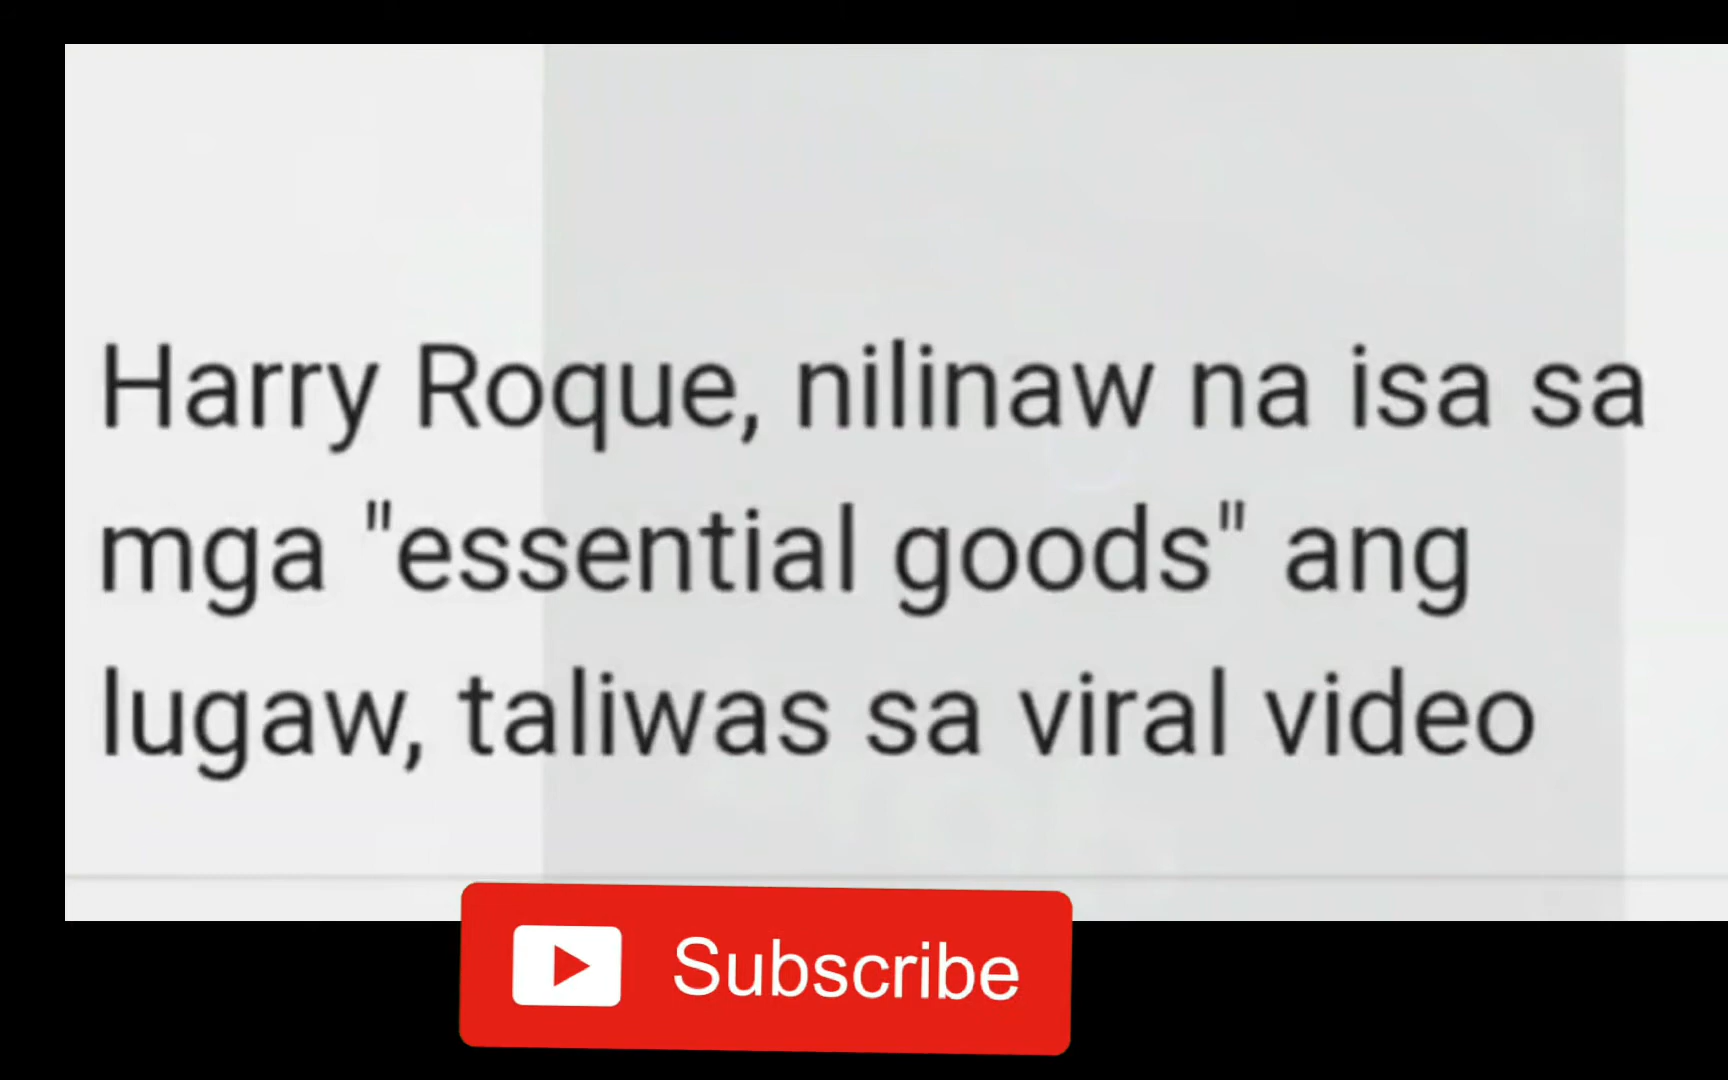 Harry Roque, nilinaw na isa sa
mga "essential goods" ang
lugaw, taliwas sa viral video
Subscribe